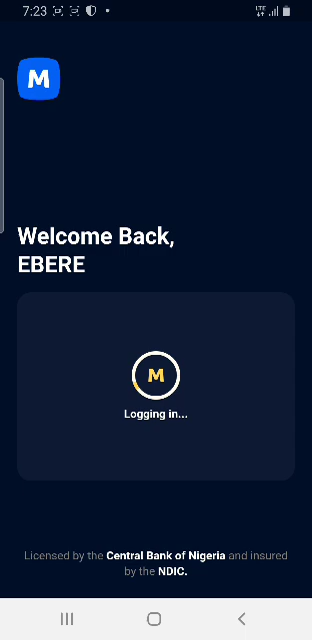 7:23
LTE
M
Welcome Back,
EBERE
M
Logging in...
Licensed by the Central Bank of Nigeria and insured
by the NDIC.